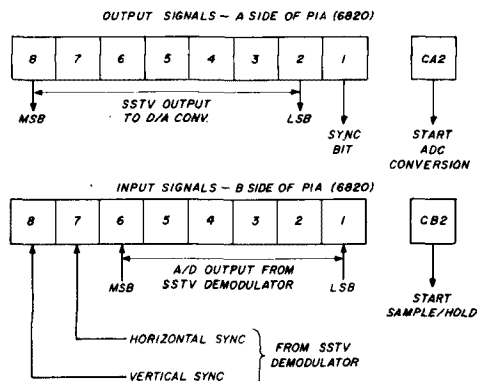 OUTPUT SIGNALS - A SIDE OF PIA (6820)
8 7 6 5 4 3 2 1 CA2
SSTV OUTPUT
TO D/A CONV.
MSB LSB
SYNC
BIT
START
ADC
CONVERSION
INPUT SIGNALS - B SIDE OF PIA (6820)
8 7 6 5 4 3 2 1 CB2
A/D OUTPUT FROM
SSTV DEMODULATOR
MSB LSB
START
SAMPLE/HOLD
HORIZONTAL SYNC
VERTICAL SYNC
FROM SSTV
DEMODULATOR